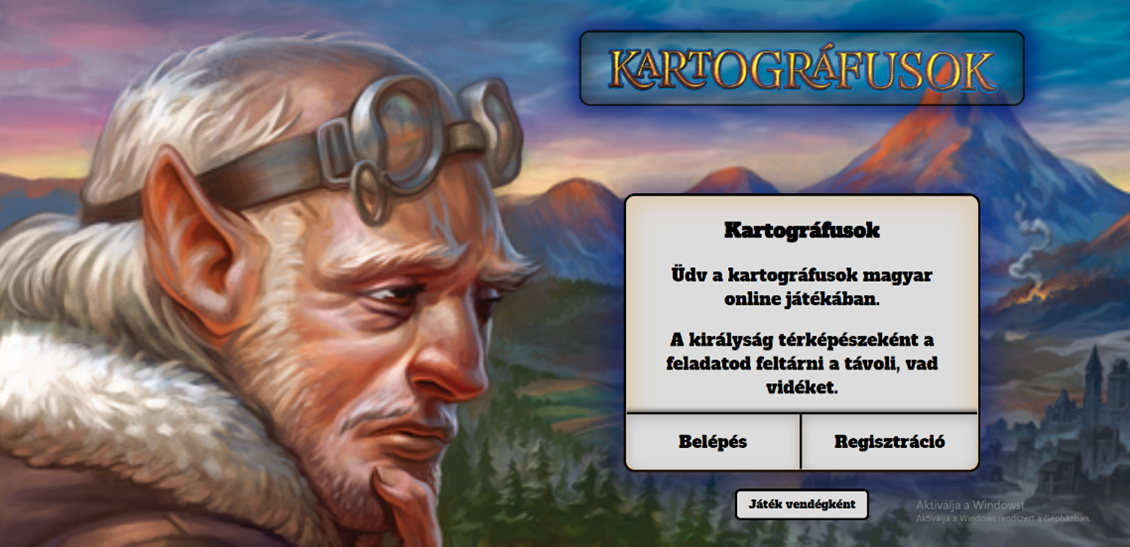 KARTOGRÁFUSOK
Kartográfusok
Üdv a kartográfusok magyar
online játékában.
A királyság térképészeként a
feladatod feltárni a távoli, vad
vidéket.
Belépés
Regisztráció
Játék vendégként
Aktiválja a Windowst
Aktiválja a Windows rendszert a Gépházban.